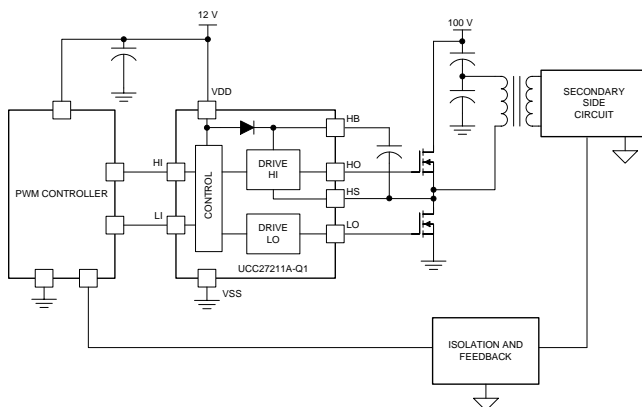 12 V
100 V
VDD
SECONDARY
SIDE
CIRCUIT
HB
HI
DRIVE
HI
HO
PWM CONTROLLER
CONTROL
HS
LI
DRIVE
LO
LO
UCC27211A-Q1
VSS
ISOLATION AND
FEEDBACK